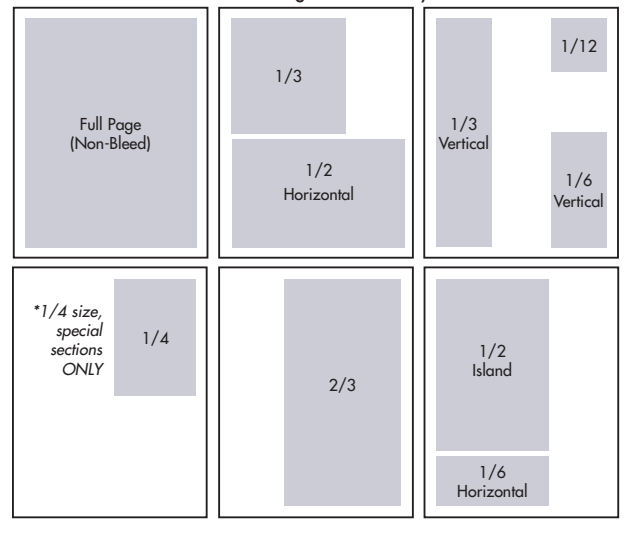 Full Page
(Non-Bleed)
1/3
1/2
Horizontal
1/3
Vertical
1/12
1/6
Vertical
*1/4 size,
special
sections
ONLY
1/4
2/3
1/2
Island
1/6
Horizontal